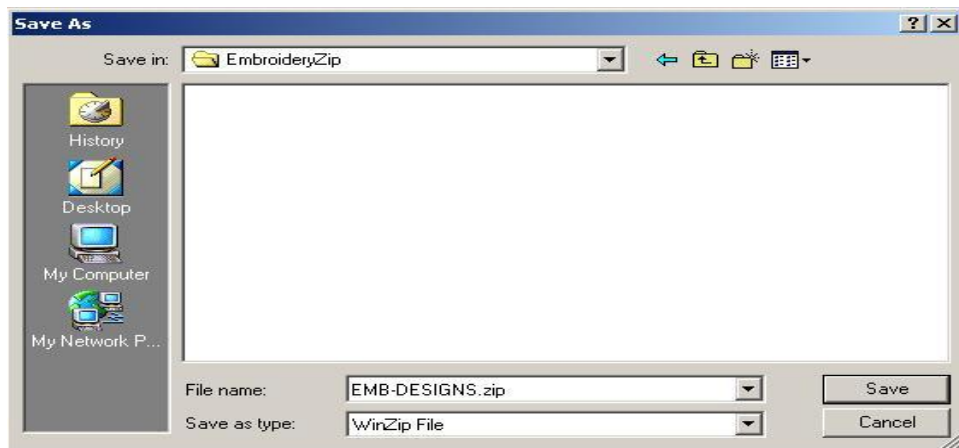 Save As
Save in: EmbroideryZip
History
Desktop
My Computer
My Network P...
File name: EMB-DESIGNS.zip Save
Save as type: WinZip File Cancel